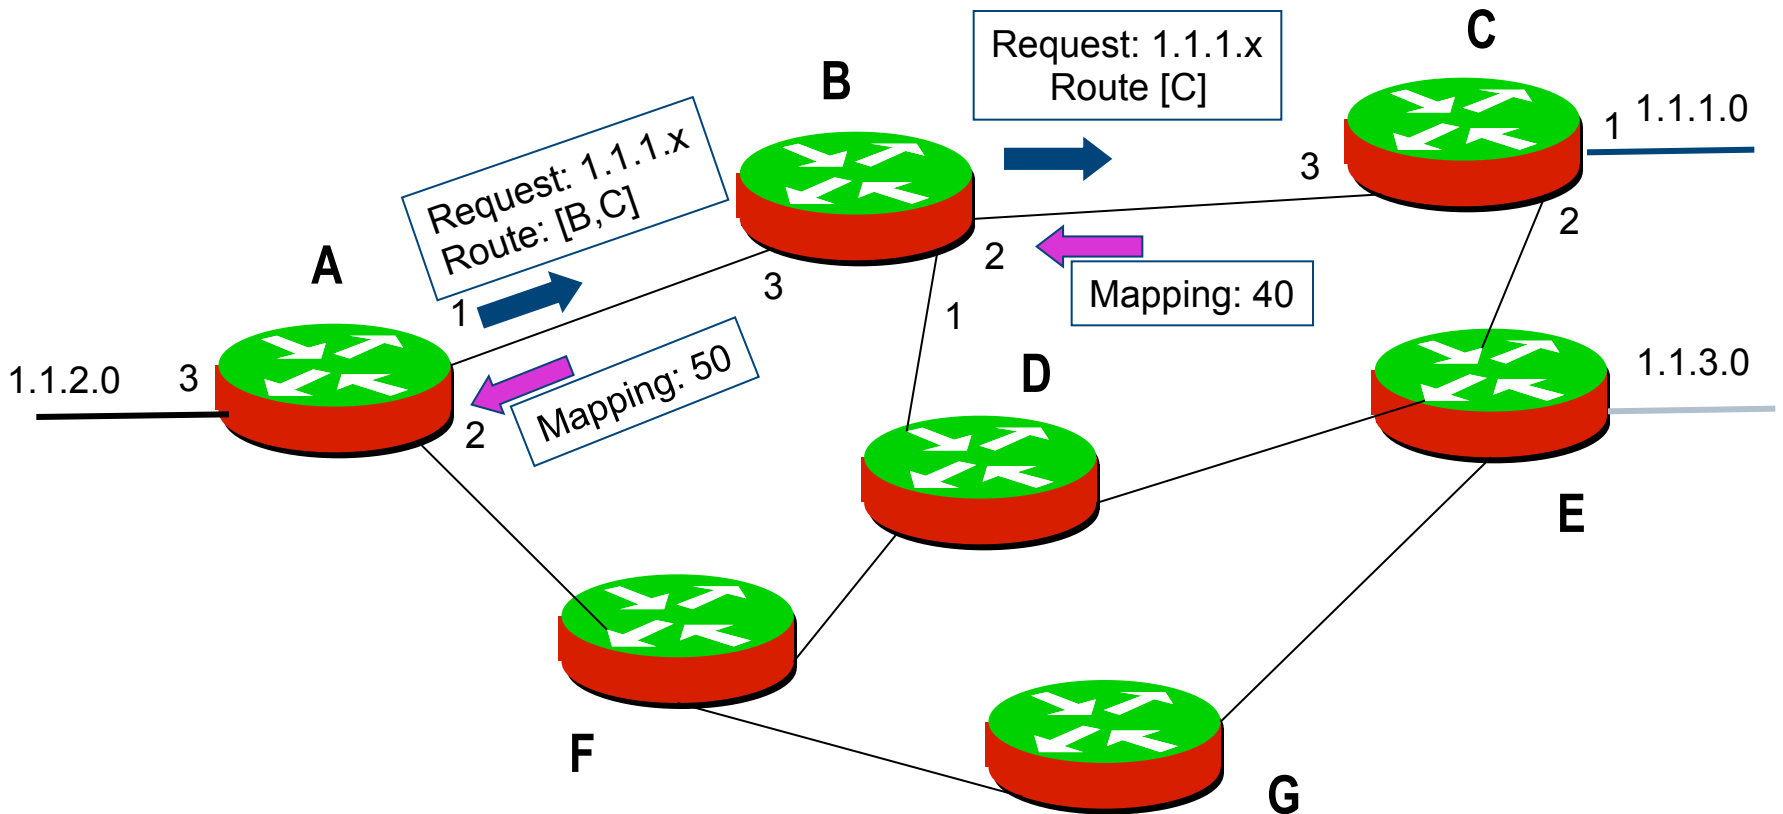 C
Request: 1.1.1.x
Route [C]
B
1
1.1.1.0
Request: 1.1.1.x
Route: [B,C]
3
2
A
2
3
Mapping: 40
1
1
Mapping: 50
D
1.1.3.0
1.1.2.0
3
2
E
F
G